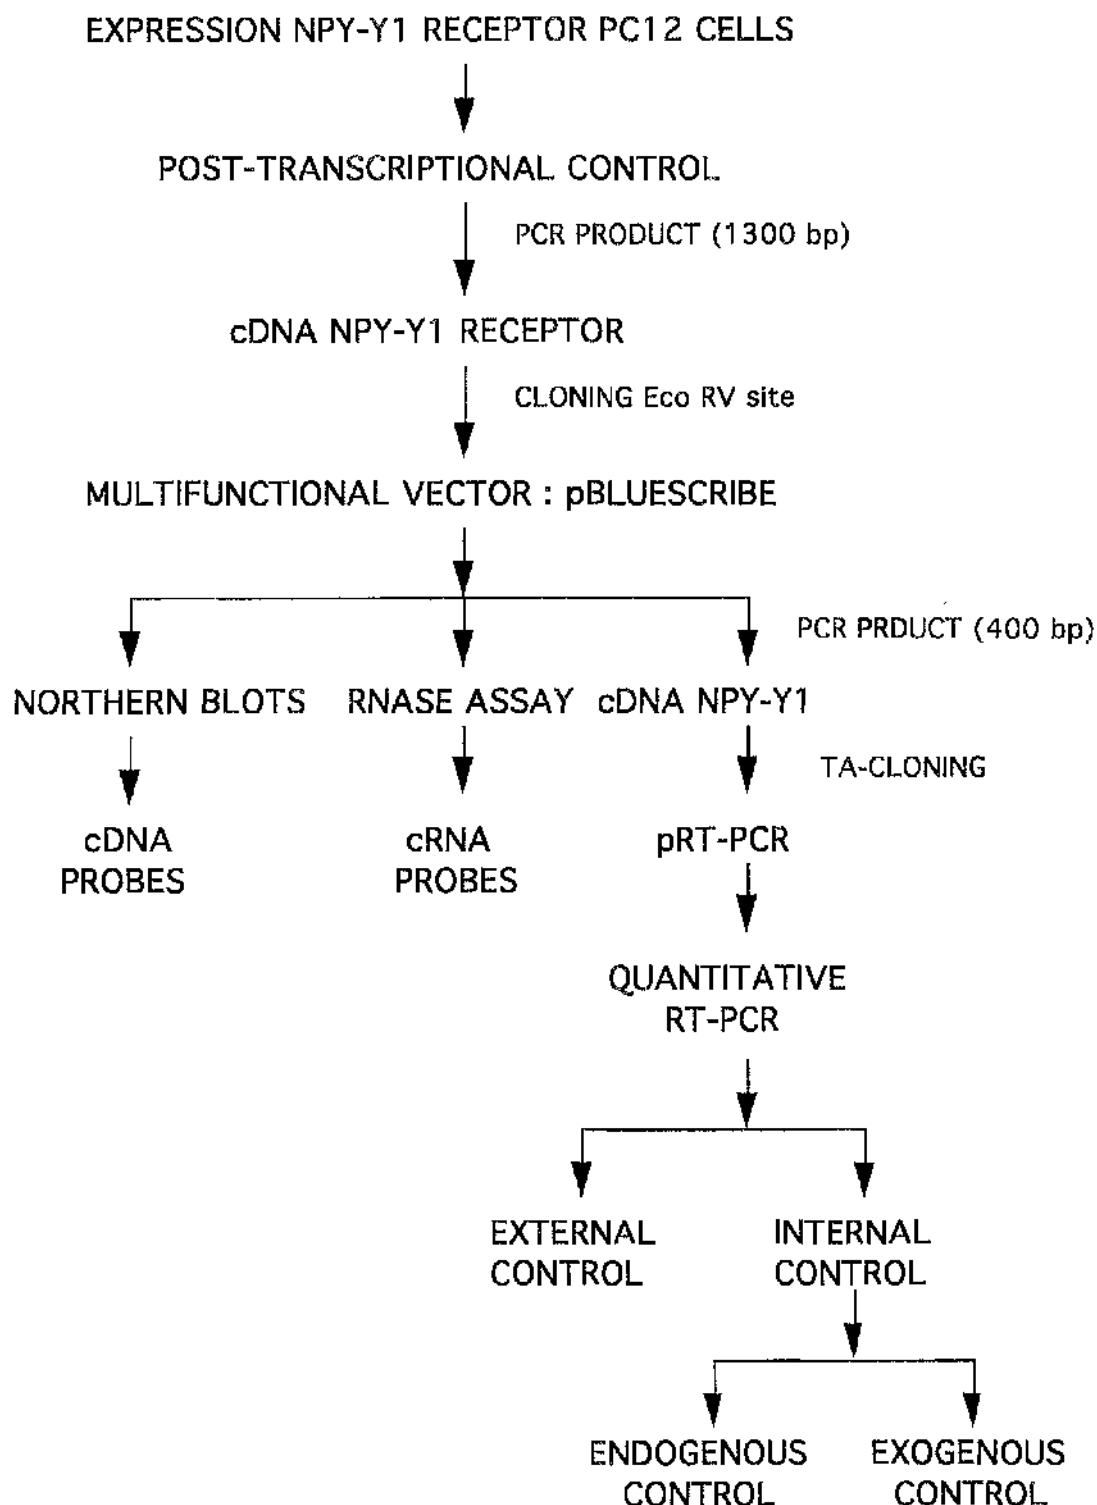 EXPRESSION NPY-Y1 RECEPTOR PC12 CELLS
POST-TRANSCRIPTIONAL CONTROL
PCR PRODUCT (1300 bp)
cDNA NPY-Y1 RECEPTOR
CLONING Eco RV site
MULTIFUNCTIONAL VECTOR : pBLUESCRIBE
PCR PRDUCT (400 bp)
NORTHERN BLOTS RNASE ASSAY cDNA NPY-Y1
TA-CLONING
cDNA cRNA pRT-PCR
PROBES PROBES
QUANTITATIVE
RT-PCR
EXTERNAL INTERNAL
CONTROL CONTROL
ENDOGENOUS EXOGENOUS
CONTROL CONTROL